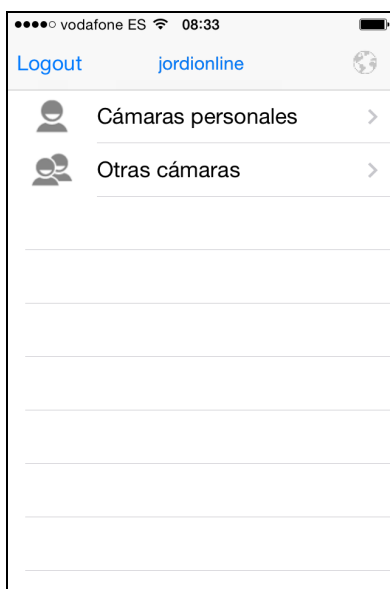 vodafone ES 08:33
Logout jordionline
Cámaras personales
Otras cámaras